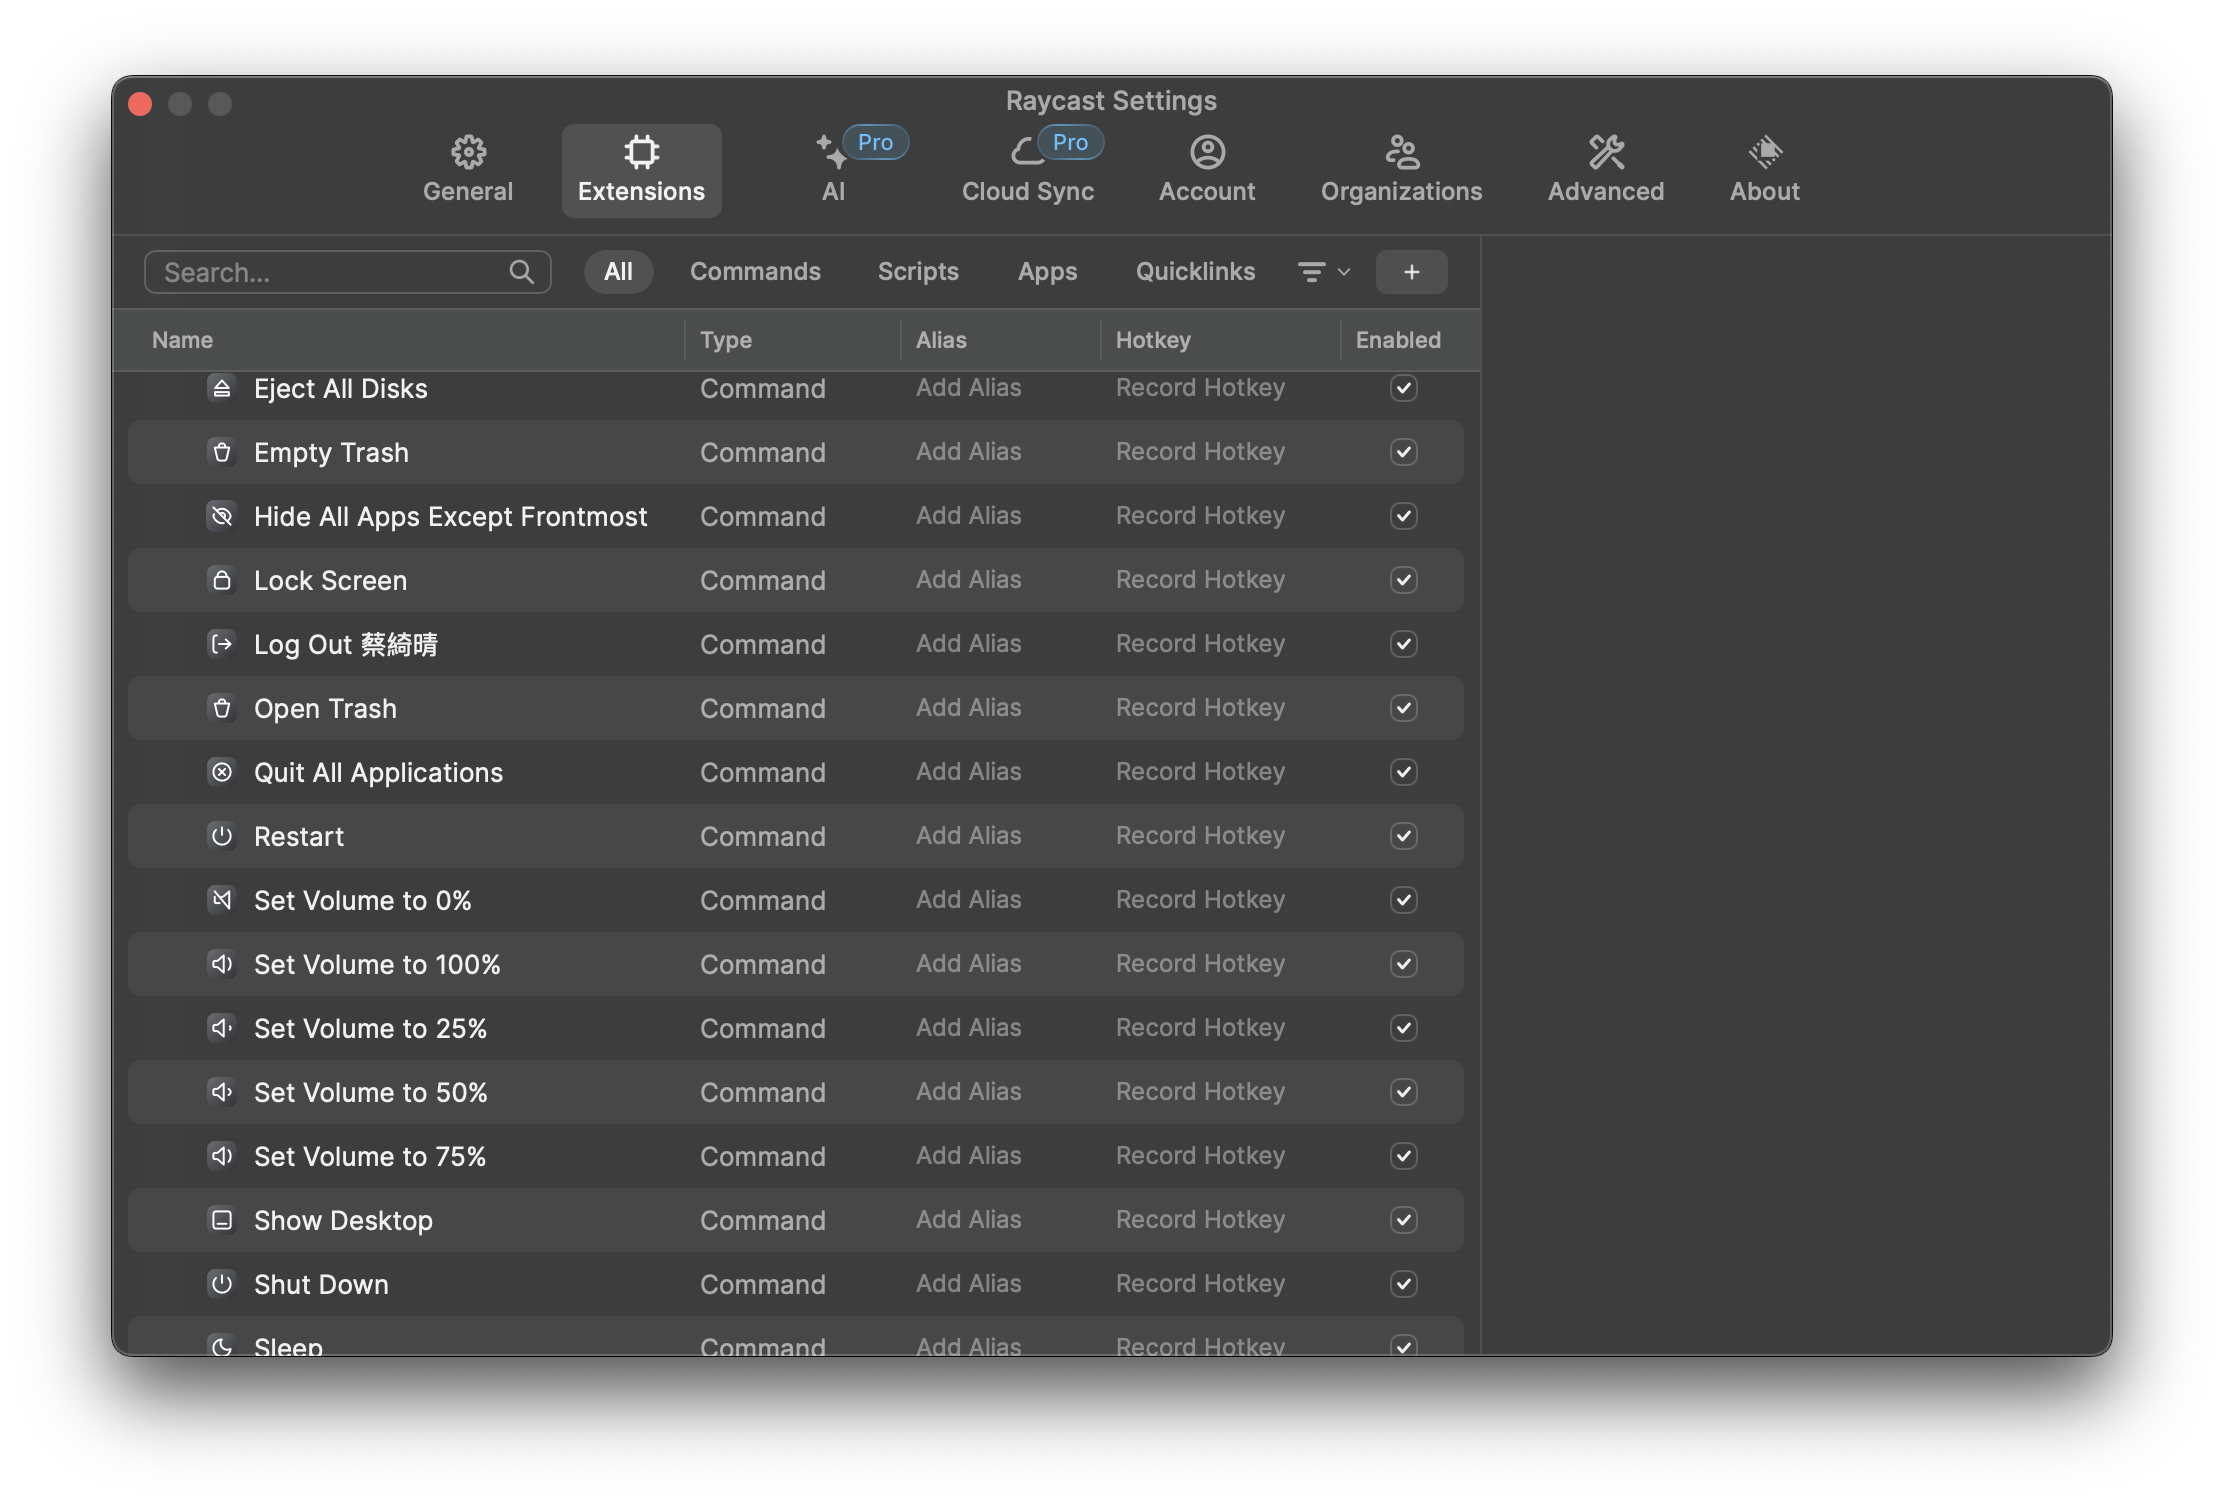 Raycast Settings
General
Extensions
Pro
AI
Pro
Cloud Sync
Account
Organizations
Advanced
About
Search...
All
Commands
Scripts
Apps
Quicklinks
+
Name Type Alias Hotkey Enabled
Eject All Disks Command Add Alias Record Hotkey
Empty Trash Command Add Alias Record Hotkey
Hide All Apps Except Frontmost Command Add Alias Record Hotkey
Lock Screen Command Add Alias Record Hotkey
Log Out 蔡綺晴 Command Add Alias Record Hotkey
Open Trash Command Add Alias Record Hotkey
Quit All Applications Command Add Alias Record Hotkey
Restart Command Add Alias Record Hotkey
Set Volume to 0% Command Add Alias Record Hotkey
Set Volume to 100% Command Add Alias Record Hotkey
Set Volume to 25% Command Add Alias Record Hotkey
Set Volume to 50% Command Add Alias Record Hotkey
Set Volume to 75% Command Add Alias Record Hotkey
Show Desktop Command Add Alias Record Hotkey
Shut Down Command Add Alias Record Hotkey
Sleep Command Add Alias Record Hotkey